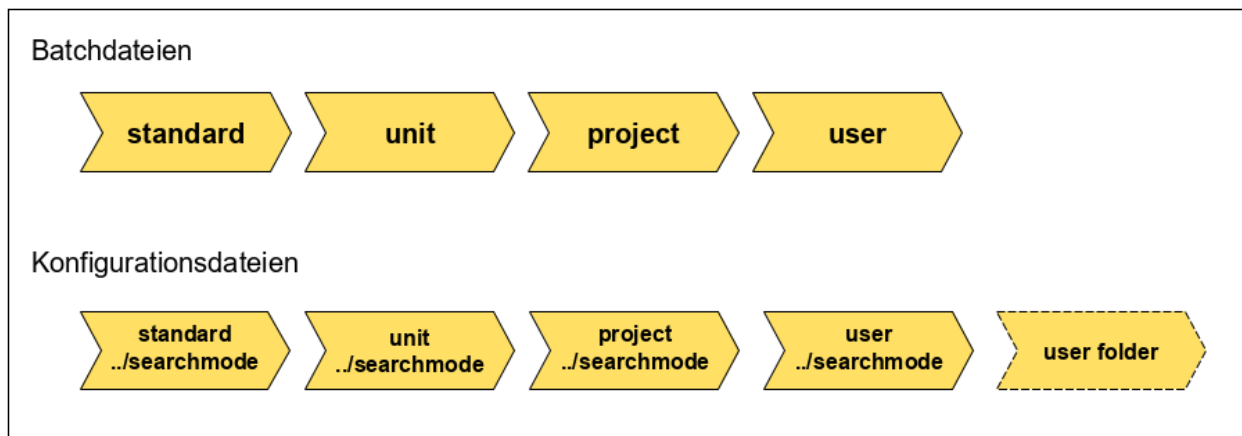 Batchdateien
standard
unit
project
user
Konfigurationsdateien
standard
../searchmode
unit
../searchmode
project
../searchmode
user
../searchmode
user folder